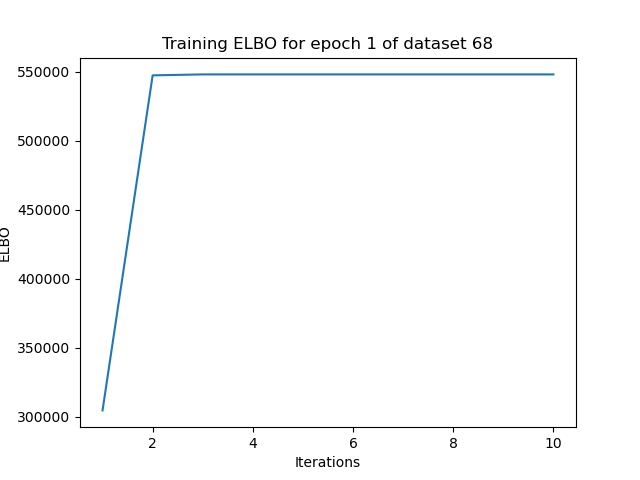 Training ELBO for epoch 1 of dataset 68
550000
500000
450000
400000
350000
300000
ELBO
2 4 6 8 10
Iterations